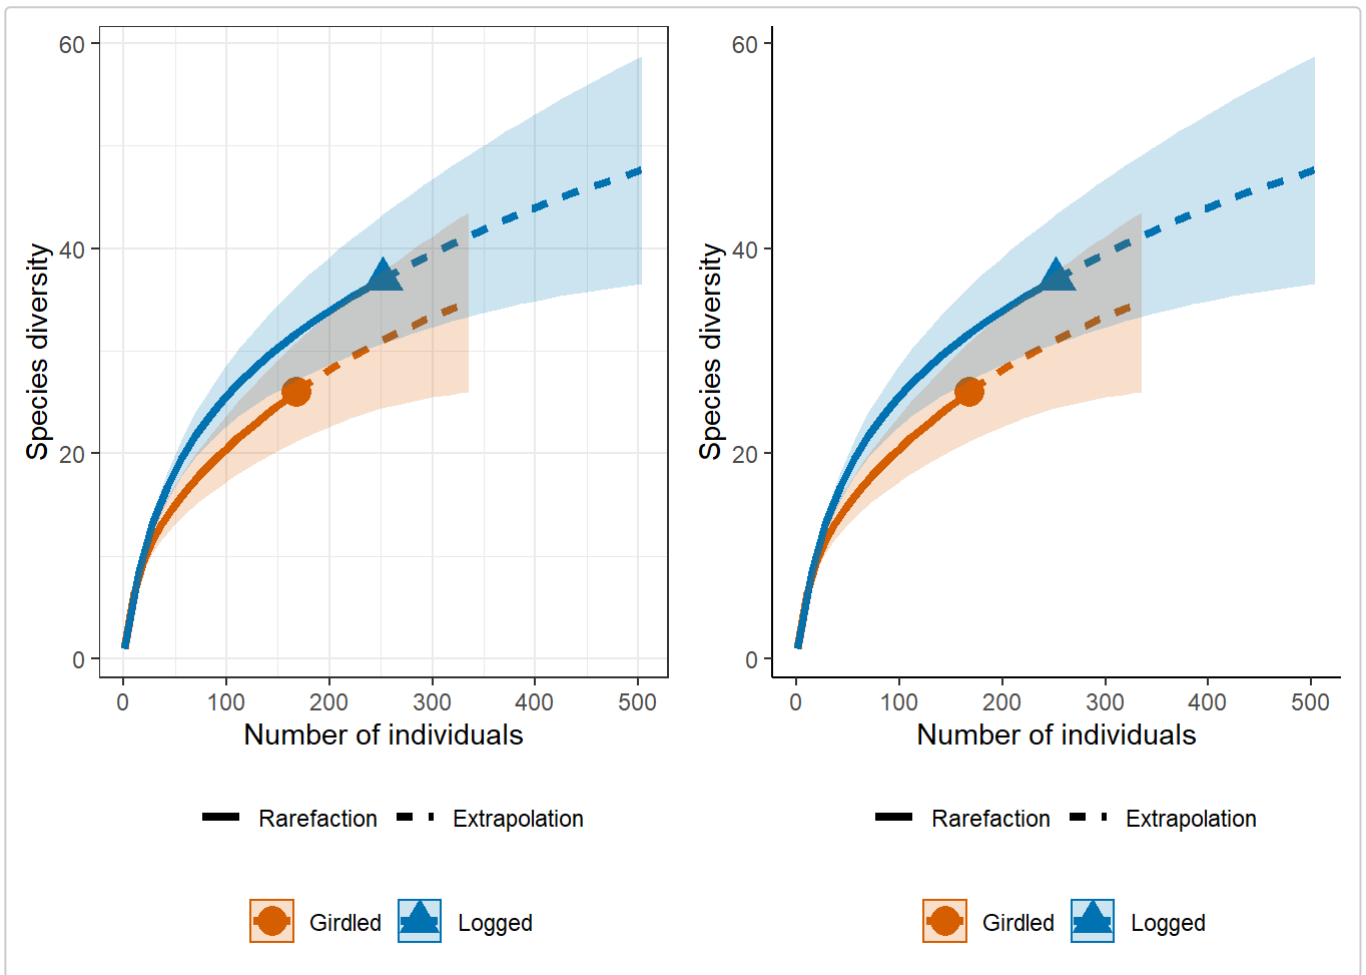 60
40
20
0
Species diversity
0 100 200 300 400 500
Number of individuals
Rarefaction Extrapolation
Girdled Logged
60
40
20
0
Species diversity
0 100 200 300 400 500
Number of individuals
Rarefaction Extrapolation
Girdled Logged